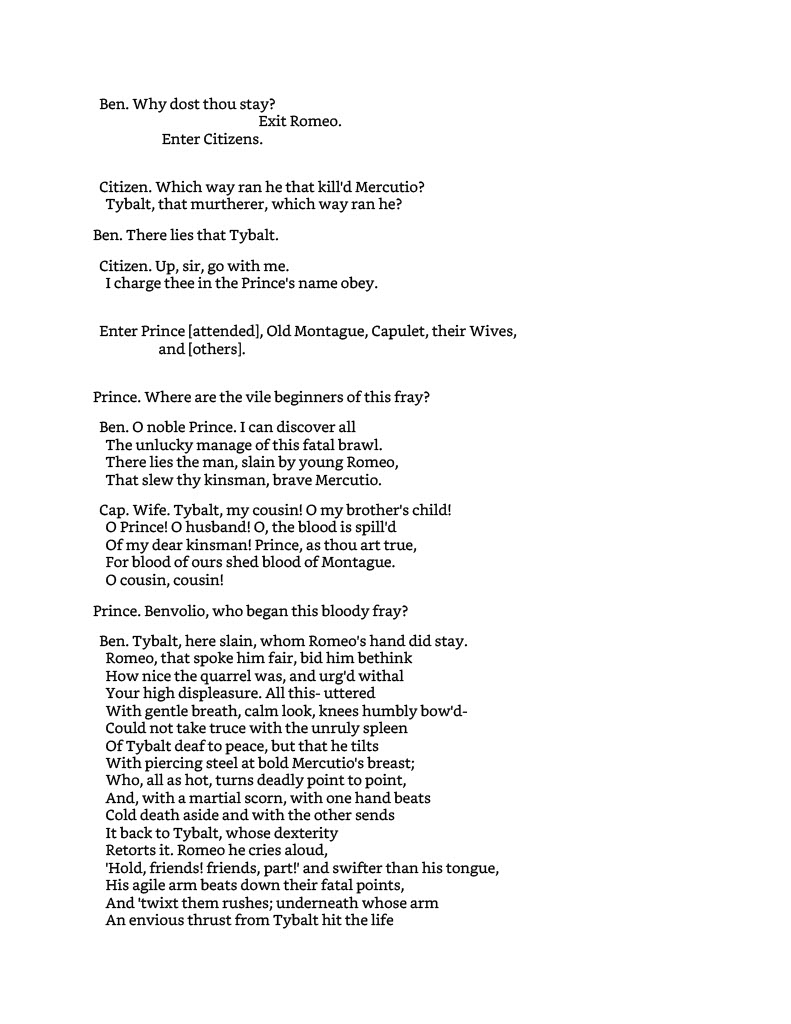 Ben. Why dost thou stay?
Exit Romeo.
Enter Citizens.
Citizen. Which way ran he that kill'd Mercutio?
Tybalt, that murtherer, which way ran he?
Ben. There lies that Tybalt.
Citizen. Up, sir, go with me.
I charge thee in the Prince's name obey.
Enter Prince [attended], Old Montague, Capulet, their Wives,
and [others].
Prince. Where are the vile beginners of this fray?
Ben. O noble Prince. I can discover all
The unlucky manage of this fatal brawl.
There lies the man, slain by young Romeo,
That slew thy kinsman, brave Mercutio.
Cap. Wife. Tybalt, my cousin! O my brother's child!
O Prince! O husband! O, the blood is spill'd
Of my dear kinsman! Prince, as thou art true,
For blood of ours shed blood of Montague.
O cousin, cousin!
Prince. Benvolio, who began this bloody fray?
Ben. Tybalt, here slain, whom Romeo's hand did stay.
Romeo, that spoke him fair, bid him bethink
How nice the quarrel was, and urg'd withal
Your high displeasure. All this- uttered
With gentle breath, calm look, knees humbly bow'd-
Could not take truce with the unruly spleen
Of Tybalt deaf to peace, but that he tilts
With piercing steel at bold Mercutio's breast;
Who, all as hot, turns deadly point to point,
And, with a martial scorn, with one hand beats
Cold death aside and with the other sends
It back to Tybalt, whose dexterity
Retorts it. Romeo he cries aloud,
'Hold, friends! friends, part!' and swifter than his tongue,
His agile arm beats down their fatal points,
And 'twixt them rushes; underneath whose arm
An envious thrust from Tybalt hit the life